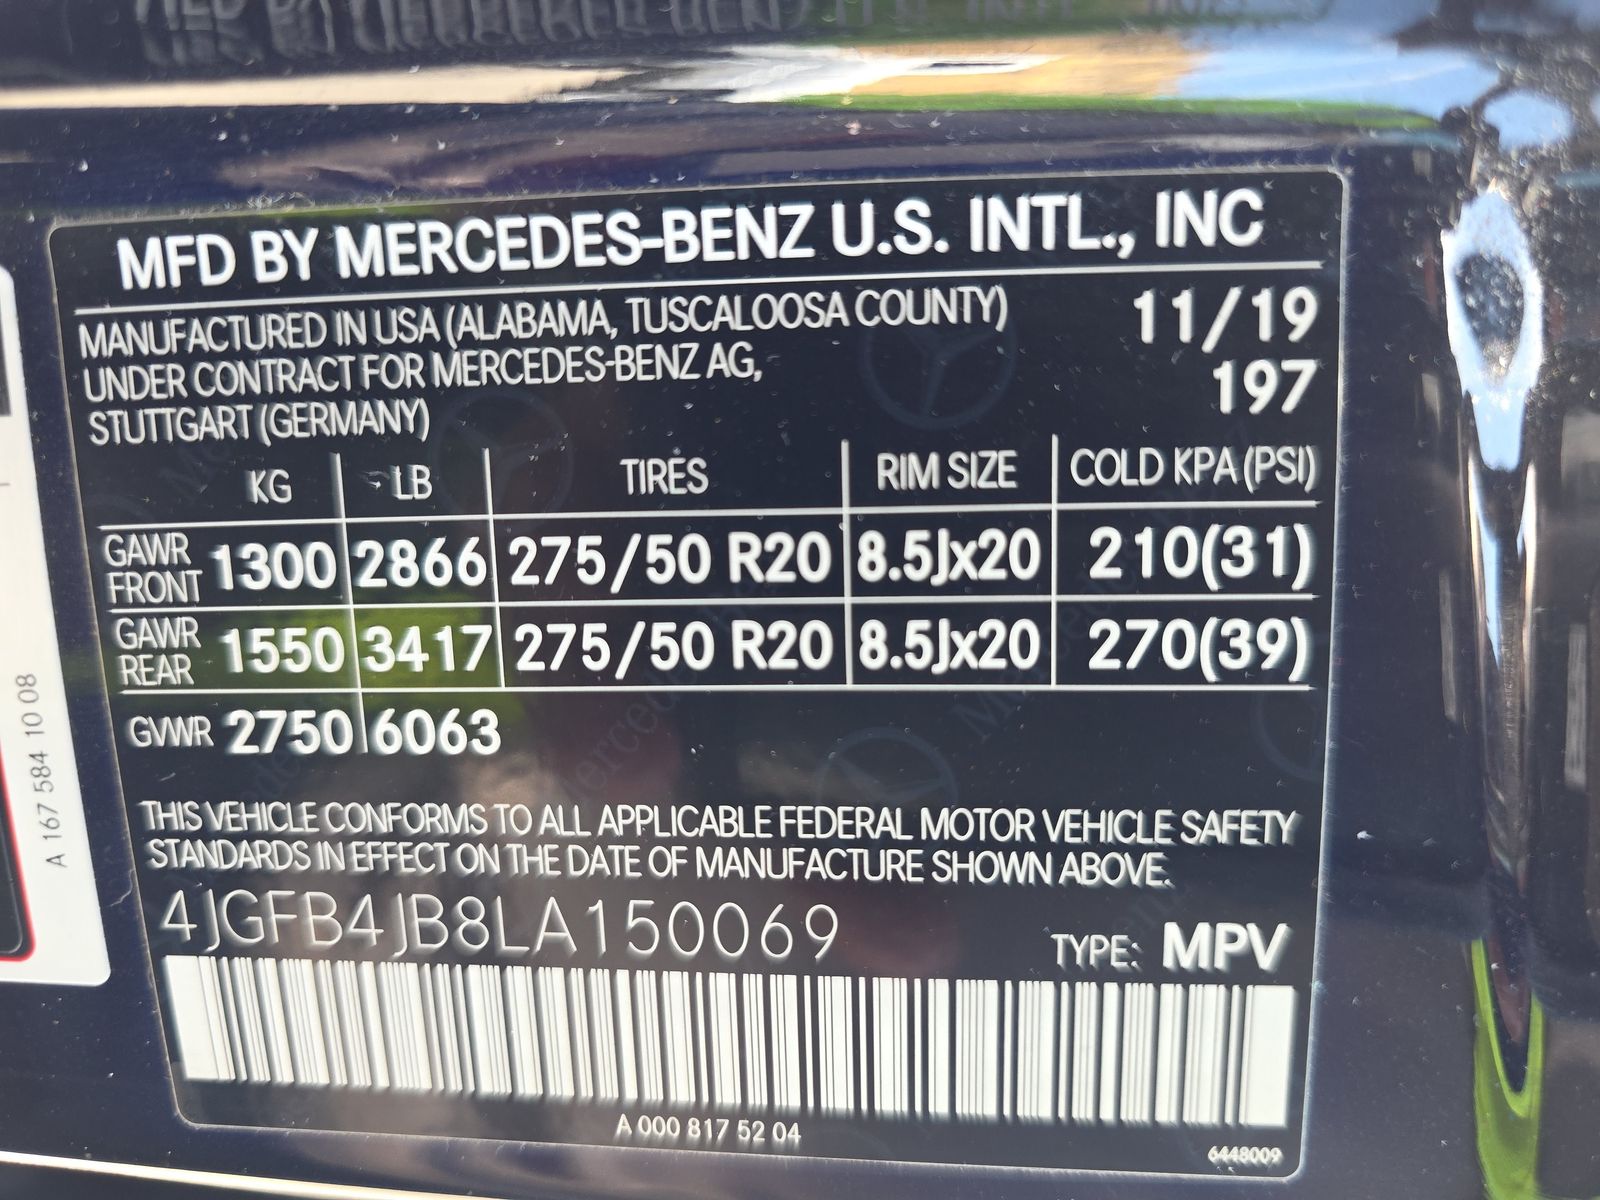 MFD BY MERCEDES-BENZ U.S. INTL., INC
MANUFACTURED IN USA (ALABAMA, TUSCALOOSA COUNTY) 11/19
UNDER CONTRACT FOR MERCEDES-BENZ AG, 197
STUTTGART (GERMANY)
KG LB TIRES RIM SIZE COLD KPA (PSI)
GAWR FRONT 1300 2866 275/50 R20 8.5Jx20 210(31)
GAWR REAR 1550 3417 275/50 R20 8.5Jx20 270(39)
GVWR 2750 6063
THIS VEHICLE CONFORMS TO ALL APPLICABLE FEDERAL MOTOR VEHICLE SAFETY
STANDARDS IN EFFECT ON THE DATE OF MANUFACTURE SHOWN ABOVE.
4JGFB4JB8LA150069 TYPE: MPV
A 000 817 52 04
6448009
A 167 584 10 08